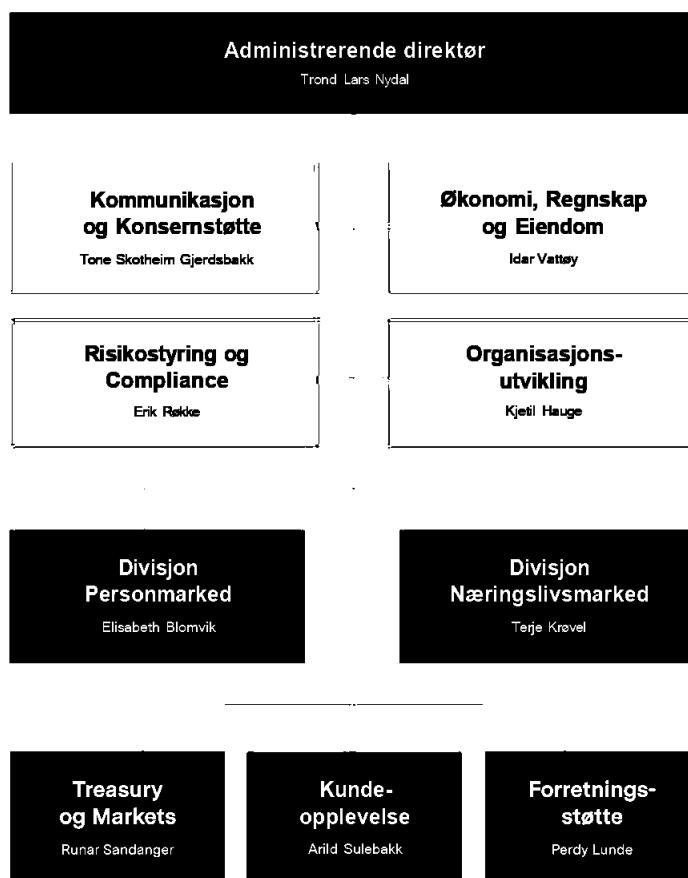 Administrerende direktør
Trond Lars Nydal
Kommunikasjon
og Konsernstøtte
Tone Skotheim Gjerdsbakk
Økonomi, Regnskap
og Eiendom
Idar Vattøy
Risikostyring og
Compliance
Erik Røkke
Organisasjons-
utvikling
Kjetil Hauge
Divisjon
Personmarked
Elisabeth Blomvik
Divisjon
Næringslivsmarked
Terje Krøvel
Treasury
og Markets
Runar Sandanger
Kunde-
opplevelse
Arild Sulebakk
Forretnings-
støtte
Perdy Lunde